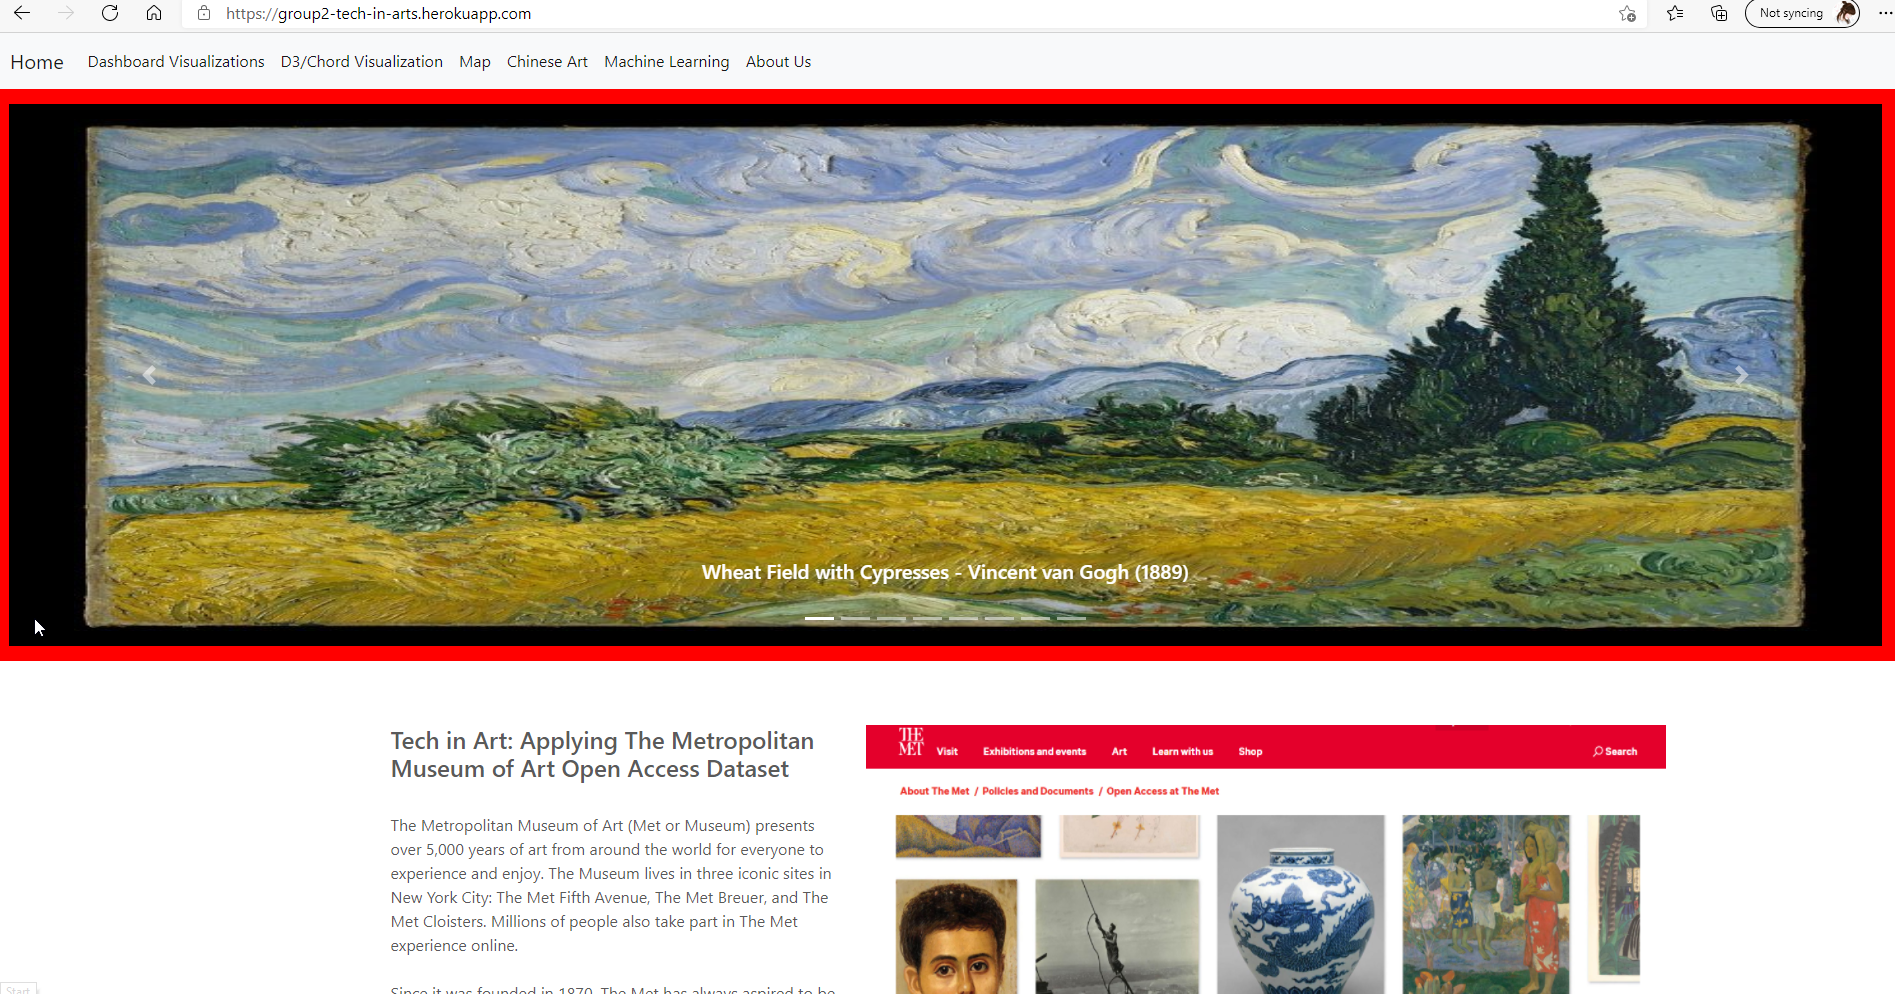 https://group2-tech-in-arts.herokuapp.com
Not syncing
Home Dashboard Visualizations D3/Chord Visualization Map Chinese Art Machine Learning About Us
Wheat Field with Cypresses - Vincent van Gogh (1889)
Tech in Art: Applying The Metropolitan
Museum of Art Open Access Dataset
The Metropolitan Museum of Art (Met or Museum) presents
over 5,000 years of art from around the world for everyone to
experience and enjoy. The Museum lives in three iconic sites in
New York City: The Met Fifth Avenue, The Met Breuer, and The
Met Cloisters. Millions of people also take part in The Met
experience online.
Since it was founded in 1870, The Met has always aspired to be
THE
MET
Visit Exhibitions and events Art Learn with us Shop Search
About The Met / Policies and Documents / Open Access at The Met
Start